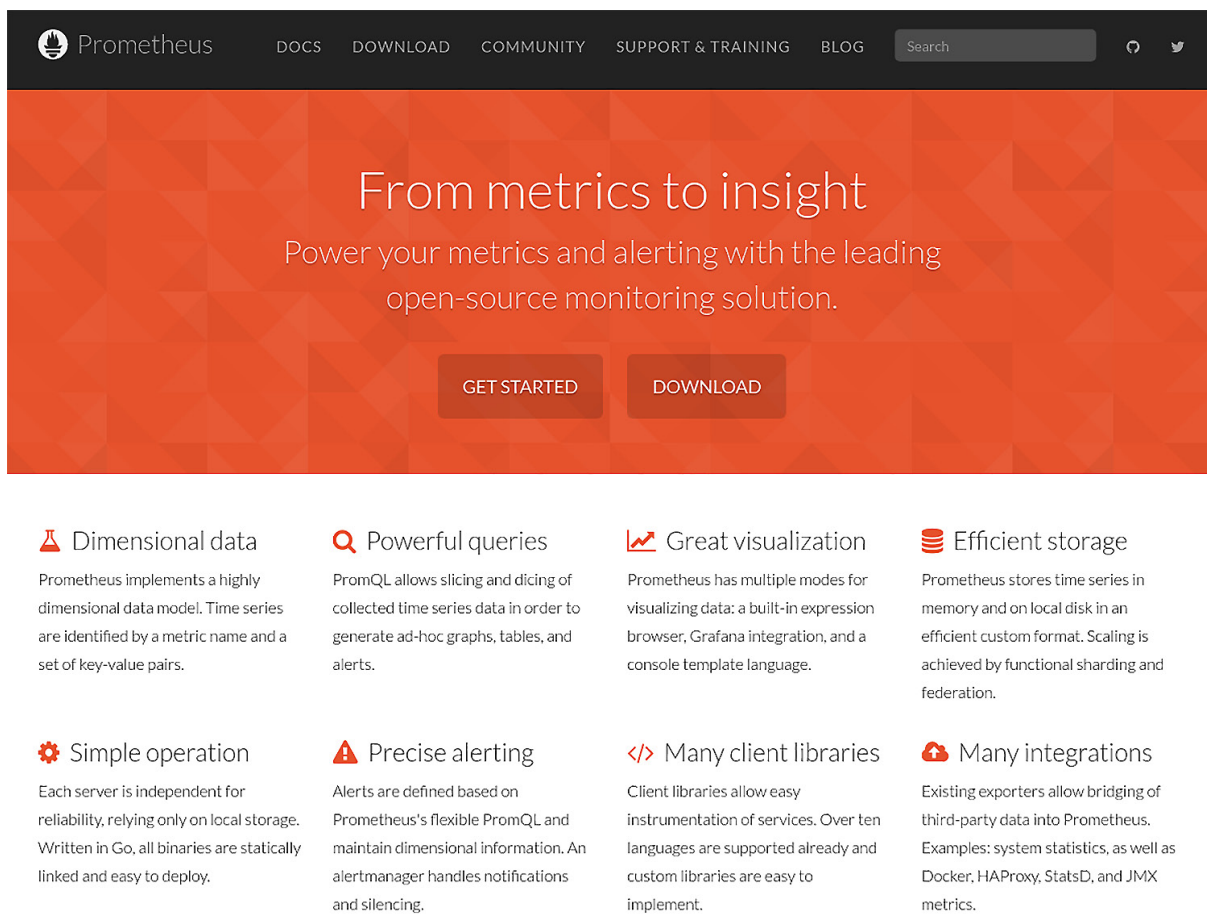 Prometheus
DOCS
DOWNLOAD
COMMUNITY
SUPPORT & TRAINING
BLOG
Search
From metrics to insight
Power your metrics and alerting with the leading
open-source monitoring solution.
GET STARTED
DOWNLOAD
Dimensional data
Prometheus implements a highly
dimensional data model. Time series
are identified by a metric name and a
set of key-value pairs.
Powerful queries
PromQL allows slicing and dicing of
collected time series data in order to
generate ad-hoc graphs, tables, and
alerts.
Great visualization
Prometheus has multiple modes for
visualizing data: a built-in expression
browser, Grafana integration, and a
console template language.
Efficient storage
Prometheus stores time series in
memory and on local disk in an
efficient custom format. Scaling is
achieved by functional sharding and
federation.
Simple operation
Each server is independent for
reliability, relying only on local storage.
Written in Go, all binaries are statically
linked and easy to deploy.
Precise alerting
Alerts are defined based on
Prometheus's flexible PromQL and
maintain dimensional information. An
alertmanager handles notifications
and silencing.
Many client libraries
Client libraries allow easy
instrumentation of services. Over ten
languages are supported already and
custom libraries are easy to
implement.
Many integrations
Existing exporters allow bridging of
third-party data into Prometheus.
Examples: system statistics, as well as
Docker, HAProxy, StatsD, and JMX
metrics.